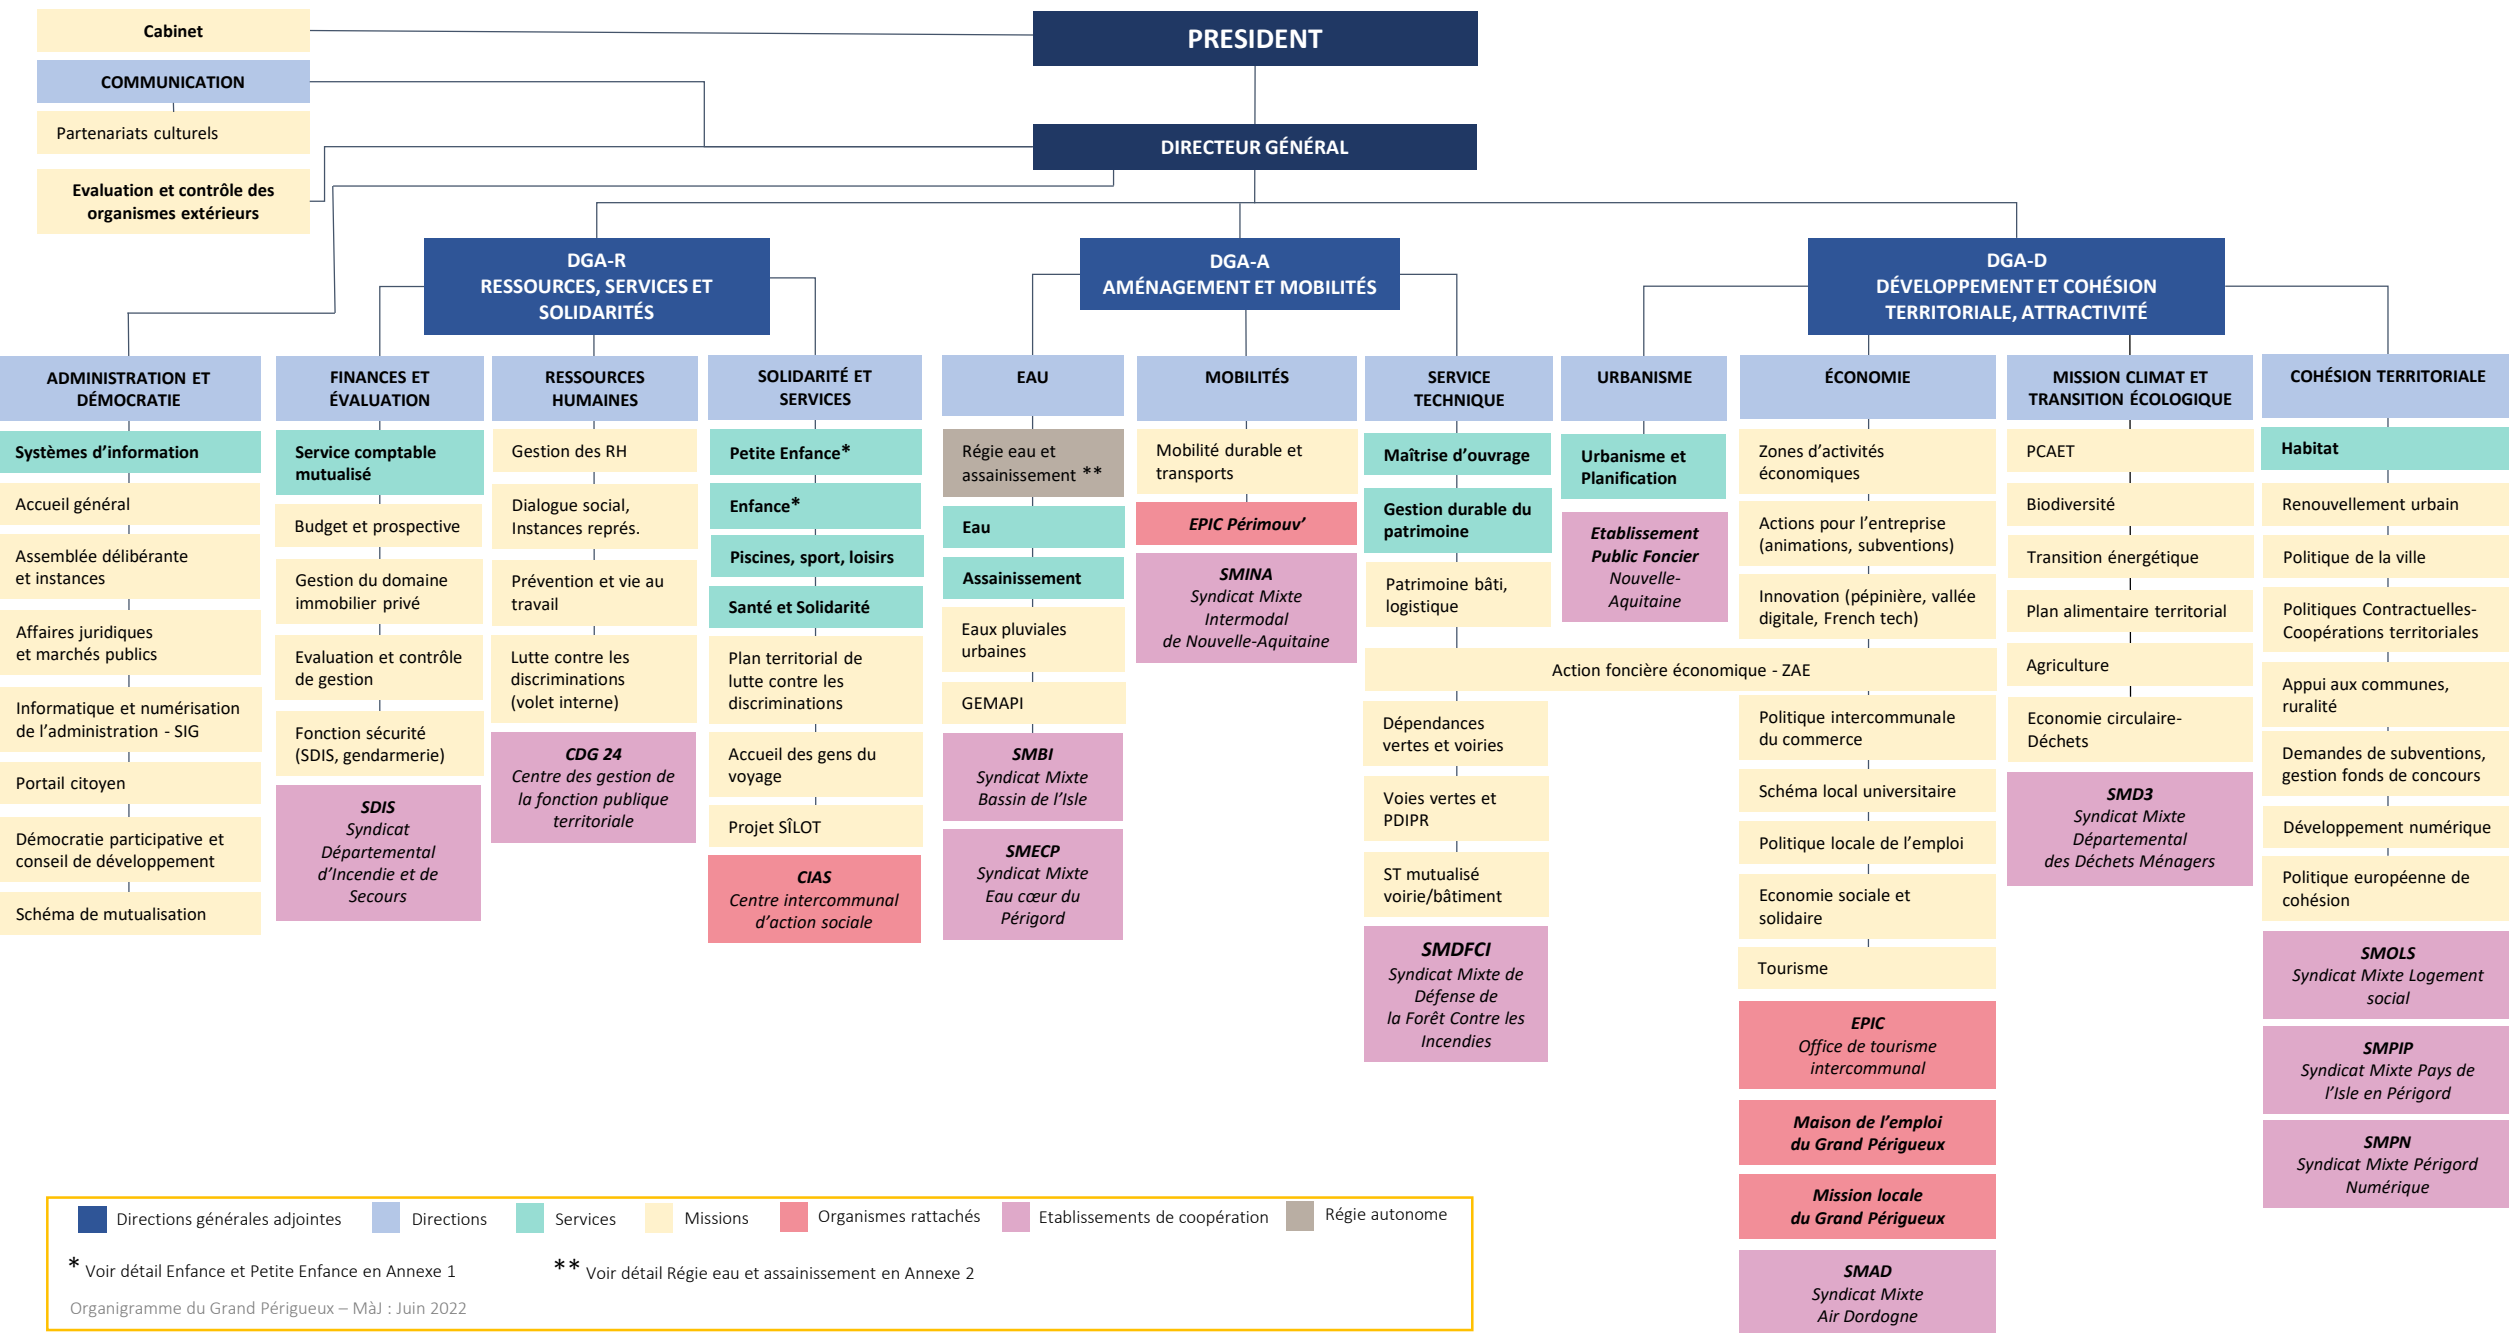 Cabinet
COMMUNICATION
Partenariats culturels
Evaluation et contrôle des
organismes extérieurs
PRESIDENT
DIRECTEUR GÉNÉRAL
DGA-R
RESSOURCES, SERVICES ET
SOLIDARITÉS
DGA-A
AMÉNAGEMENT ET MOBILITÉS
DGA-D
DÉVELOPPEMENT ET COHÉSION
TERRITORIALE, ATTRACTIVITÉ
ADMINISTRATION ET
DÉMOCRATIE
Systèmes d’information
Accueil général
Assemblée délibérante
et instances
Affaires juridiques
et marchés publics
Informatique et numérisation
de l’administration - SIG
Portail citoyen
Démocratie participative et
conseil de développement
Schéma de mutualisation
FINANCES ET
ÉVALUATION
Service comptable
mutualisé
Budget et prospective
Gestion du domaine
immobilier privé
Evaluation et contrôle
de gestion
Fonction sécurité
(SDIS, gendarmerie)
SDIS
Syndicat
Départemental
d’Incendie et de
Secours
RESSOURCES
HUMAINES
Gestion des RH
Dialogue social,
Instances représ.
Prévention et vie au
travail
Lutte contre les
discriminations
(volet interne)
CDG 24
Centre des gestion de
la fonction publique
territoriale
SOLIDARITÉ ET
SERVICES
Petite Enfance*
Enfance*
Piscines, sport, loisirs
Santé et Solidarité
Plan territorial de
lutte contre les
discriminations
Accueil des gens du
voyage
Projet SÎLOT
CIAS
Centre intercommunal
d’action sociale
EAU
Régie eau et
assainissement **
Eau
Assainissement
Eaux pluviales
urbaines
GEMAPI
SMBI
Syndicat Mixte
Bassin de l’Isle
SMECP
Syndicat Mixte
Eau cœur du
Périgord
MOBILITÉS
Mobilité durable et
transports
EPIC Périmouv’
SMINA
Syndicat Mixte
Intermodal
de Nouvelle-Aquitaine
SERVICE
TECHNIQUE
Maîtrise d’ouvrage
Gestion durable du
patrimoine
Patrimoine bâti,
logistique
Action foncière économique - ZAE
Dépendances
vertes et voiries
Voies vertes et
PDIPR
ST mutualisé
voirie/bâtiment
SMDFCI
Syndicat Mixte de
Défense de
la Forêt Contre les
Incendies
URBANISME
Urbanisme et
Planification
Etablissement
Public Foncier
Nouvelle-
Aquitaine
ÉCONOMIE
Zones d’activités
économiques
Actions pour l’entreprise
(animations, subventions)
Innovation (pépinière, vallée
digitale, French tech)
Politique intercommunale
du commerce
Schéma local universitaire
Politique locale de l’emploi
Economie sociale et
solidaire
Tourisme
EPIC
Office de tourisme
intercommunal
Maison de l’emploi
du Grand Périgueux
Mission locale
du Grand Périgueux
SMAD
Syndicat Mixte
Air Dordogne
MISSION CLIMAT ET
TRANSITION ÉCOLOGIQUE
PCAET
Biodiversité
Transition énergétique
Plan alimentaire territorial
Agriculture
Economie circulaire-
Déchets
SMD3
Syndicat Mixte
Départemental
des Déchets Ménagers
COHÉSION TERRITORIALE
Habitat
Renouvellement urbain
Politique de la ville
Politiques Contractuelles-
Coopérations territoriales
Appui aux communes,
ruralité
Demandes de subventions,
gestion fonds de concours
Développement numérique
Politique européenne de
cohésion
SMOLS
Syndicat Mixte Logement
social
SMPIP
Syndicat Mixte Pays de
l’Isle en Périgord
SMPN
Syndicat Mixte Périgord
Numérique
Directions générales adjointes
Directions
Services
Missions
Organismes rattachés
Etablissements de coopération
Régie autonome
* Voir détail Enfance et Petite Enfance en Annexe 1
** Voir détail Régie eau et assainissement en Annexe 2
Organigramme du Grand Périgueux – MàJ : Juin 2022